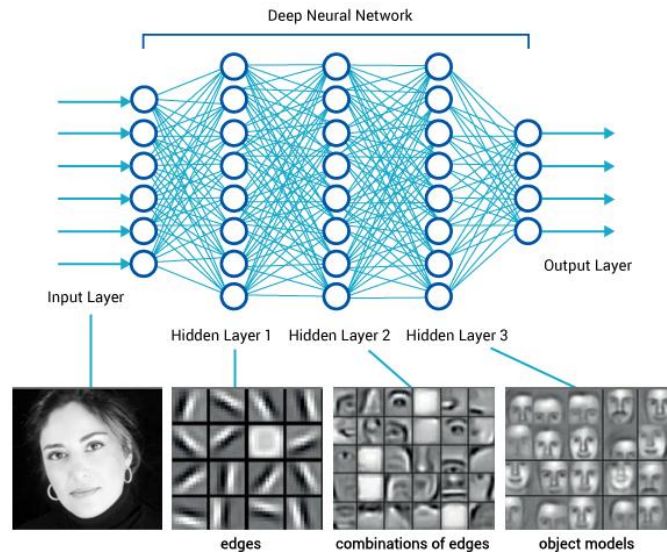 Deep Neural Network
Input Layer
Output Layer
Hidden Layer 1
Hidden Layer 2
Hidden Layer 3
edges
combinations of edges
object models